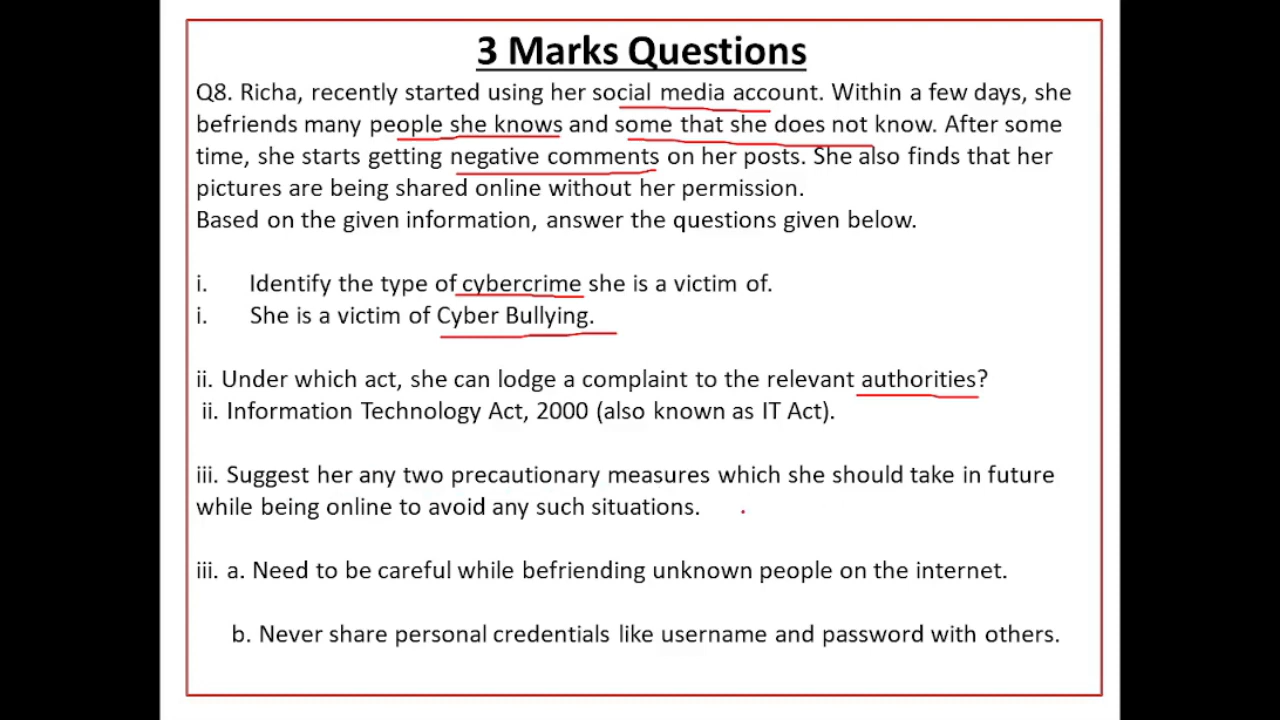 3 Marks Questions
Q8. Richa, recently started using her social media account. Within a few days, she
befriends many people she knows and some that she does not know. After some
time, she starts getting negative comments on her posts. She also finds that her
pictures are being shared online without her permission.
Based on the given information, answer the questions given below.
i. Identify the type of cybercrime she is a victim of.
i. She is a victim of Cyber Bullying.
ii. Under which act, she can lodge a complaint to the relevant authorities?
ii. Information Technology Act, 2000 (also known as IT Act).
iii. Suggest her any two precautionary measures which she should take in future
while being online to avoid any such situations.
iii. a. Need to be careful while befriending unknown people on the internet.
b. Never share personal credentials like username and password with others.